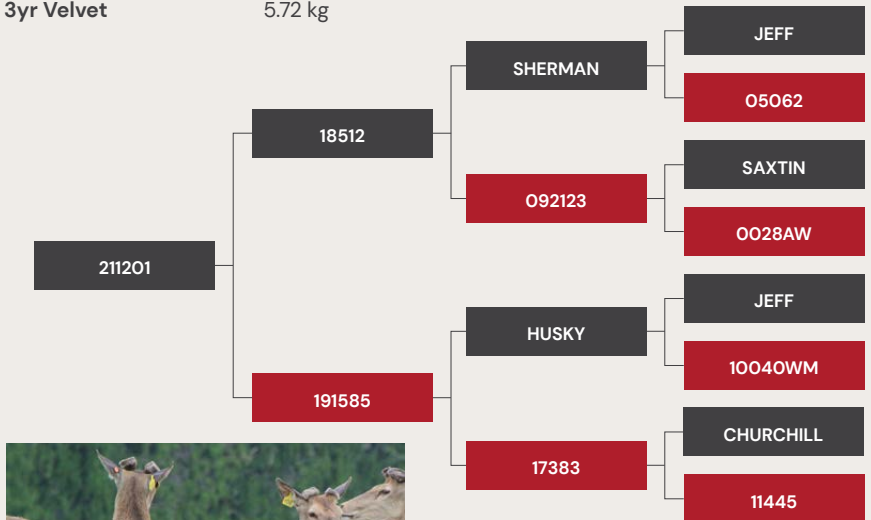 3yr Velvet 5.72 kg
JEFF
SHERMAN
05062
18512
SAXTIN
092123
0028AW
211201
JEFF
HUSKY
10040WM
191585
CHURCHILL
17383
11445